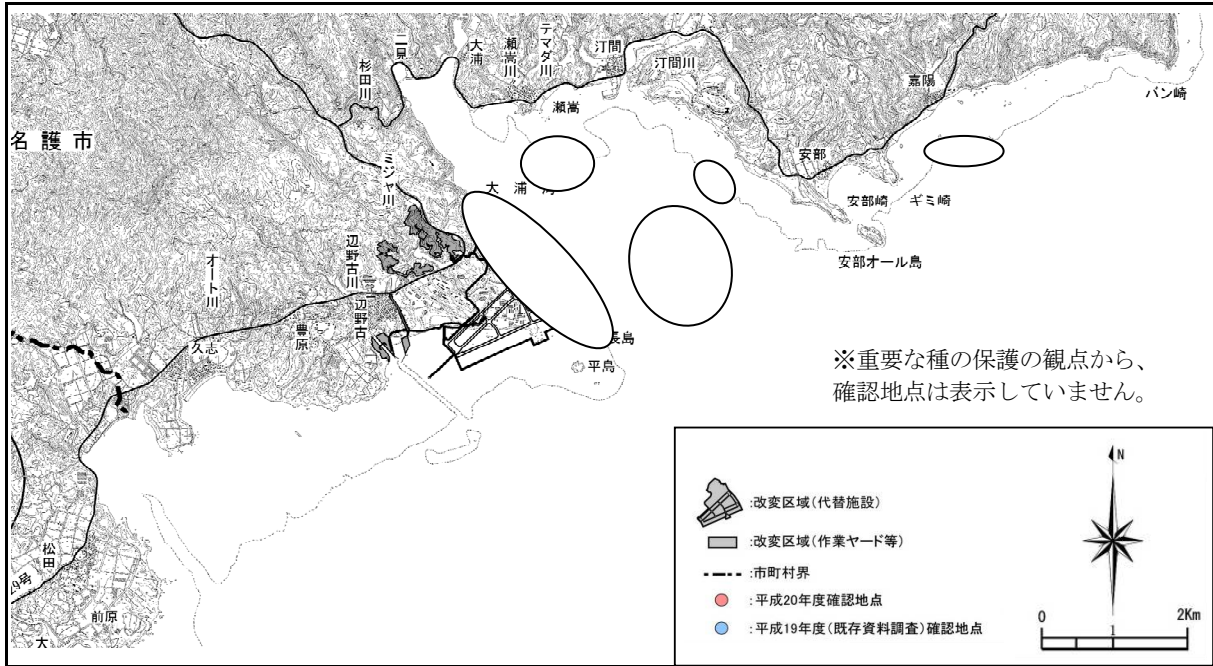 名護市
杉田川
二見
大浦
瀬嵩川
テマダ川
汀間
汀間川
嘉陽
バン崎
瀬嵩
安部
大浦
ミジャ川
安部崎
ギミ崎
安部オール島
辺野古川
辺野古
オート川
豊原
久志
長島
平島
※重要な種の保護の観点から、
確認地点は表示していません。
松田
前原
大
29号
N
:改変区域(代替施設)
:改変区域(作業ヤード等)
:市町村界
:平成20年度確認地点
:平成19年度(既存資料調査)確認地点
0
1
2Km